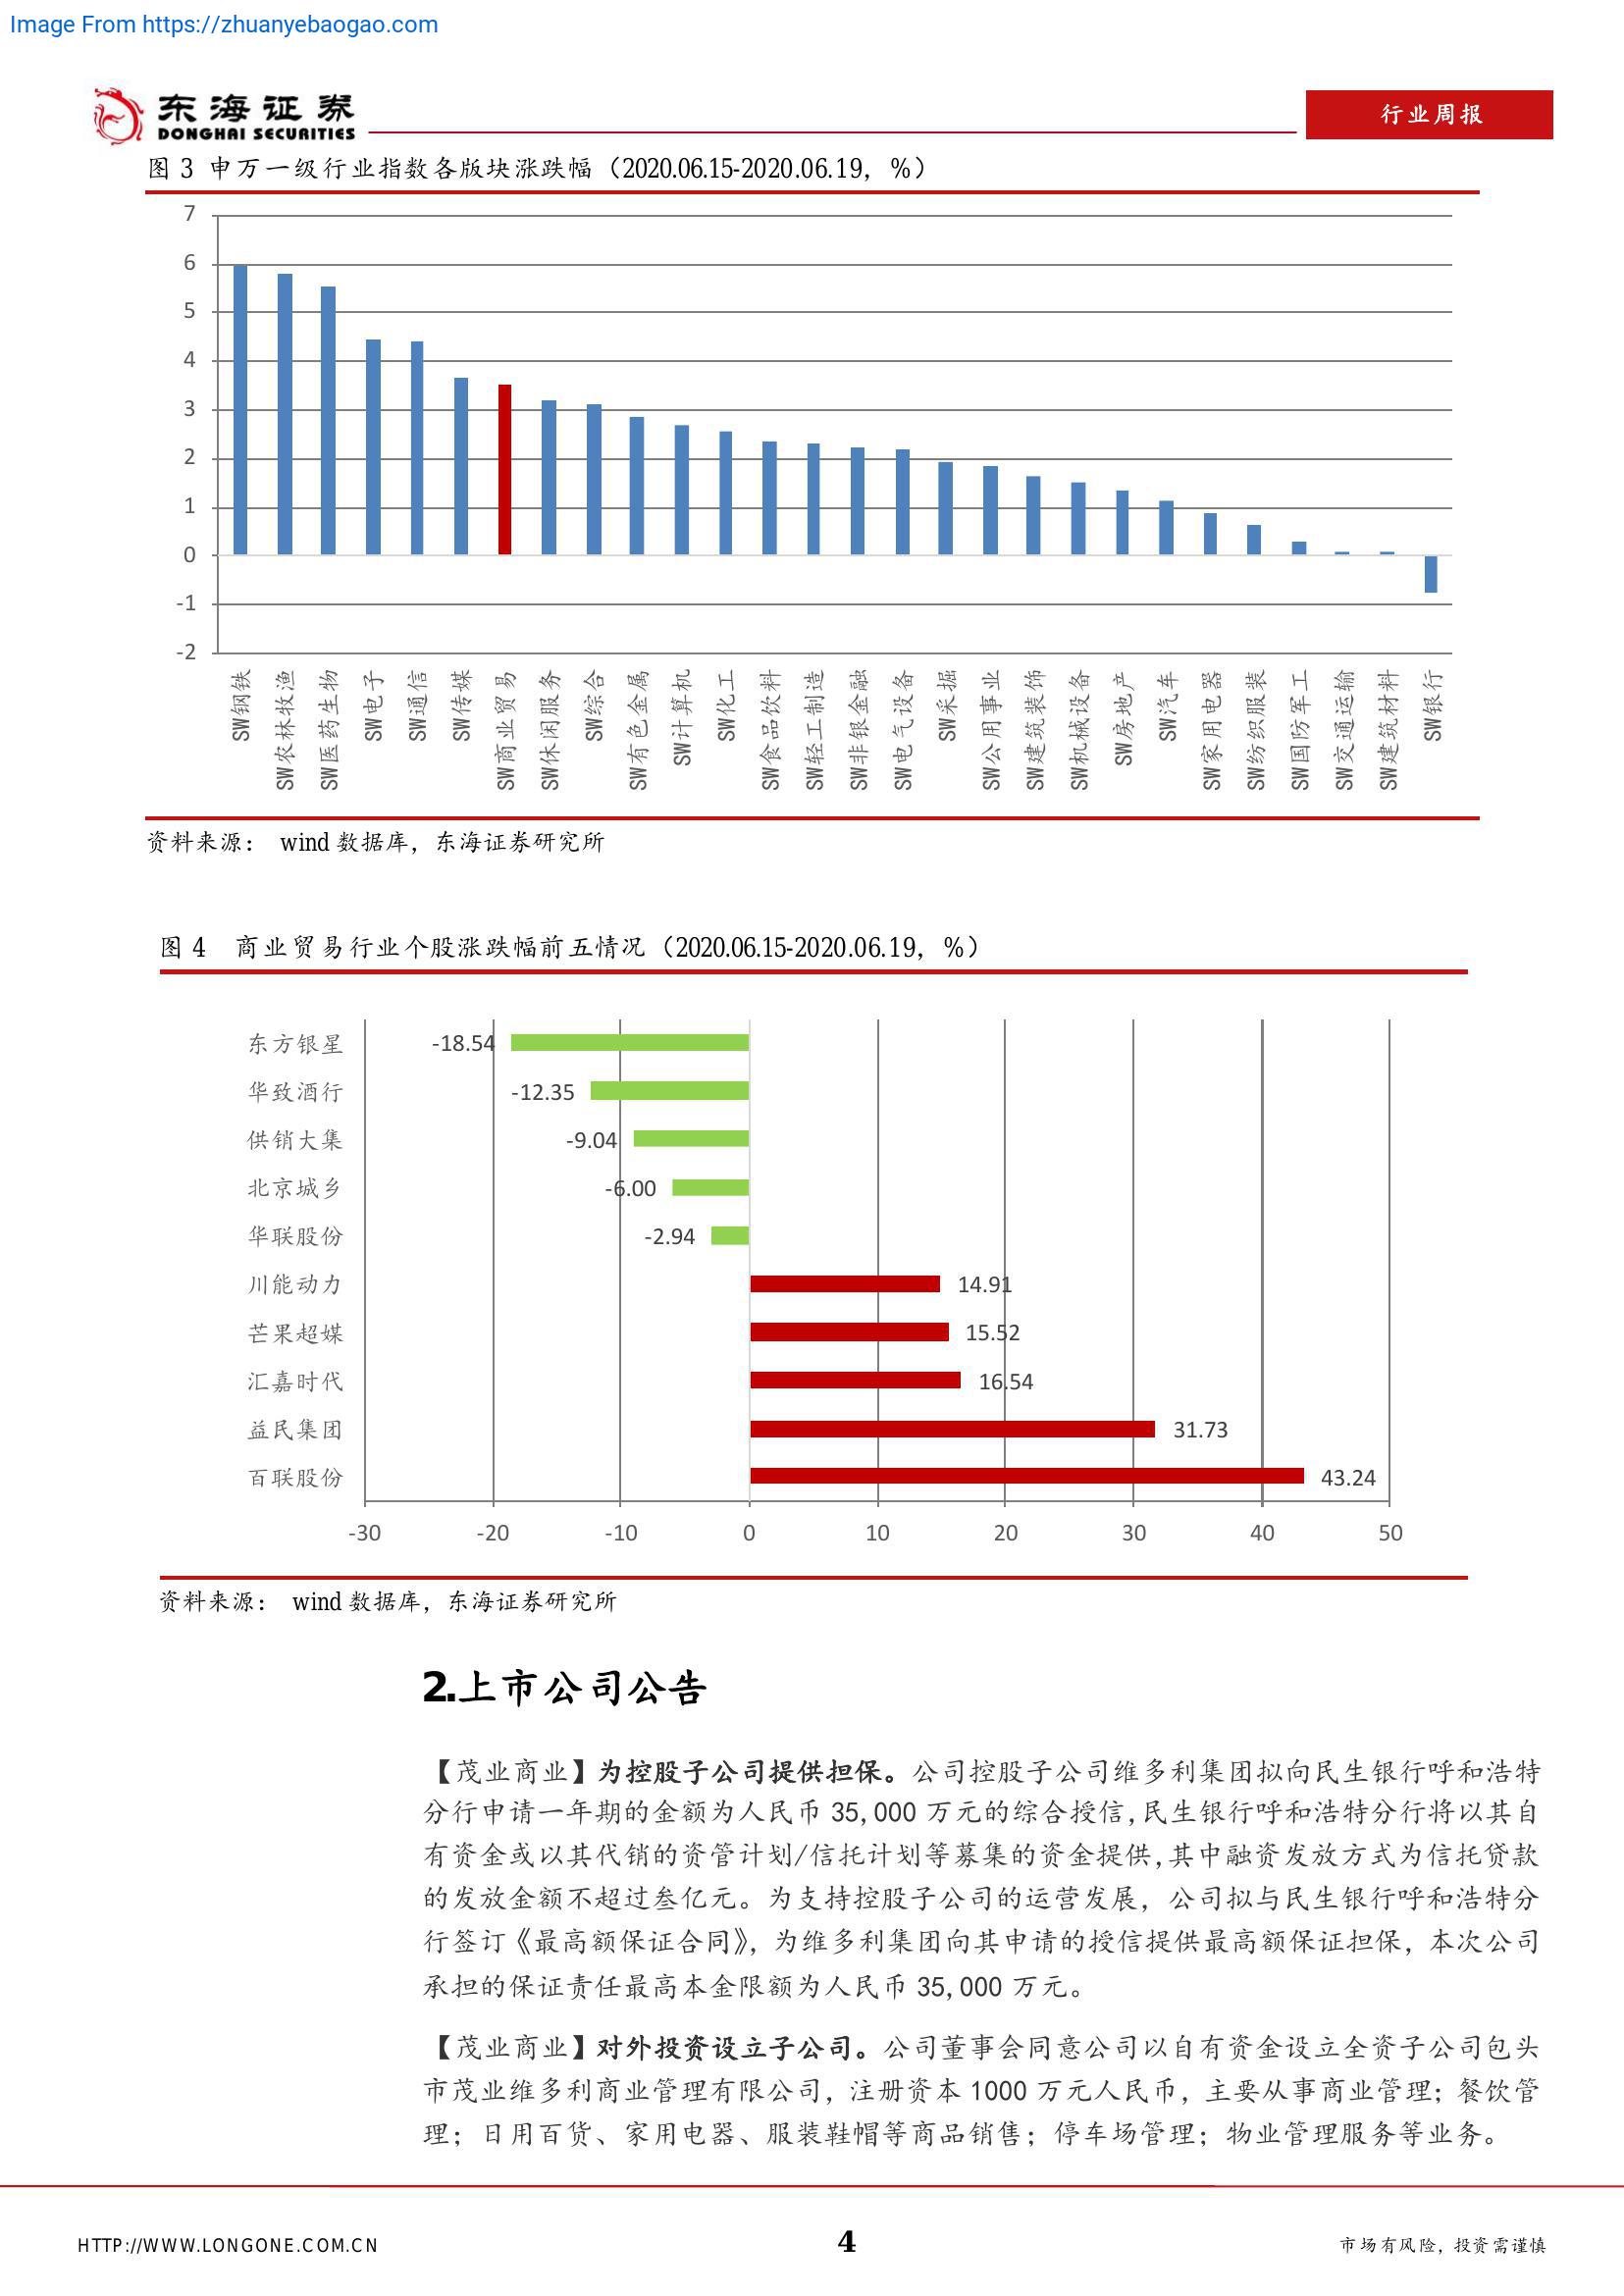 Image From https://zhuanyebaogao.com
东海证券
DONGHAI SECURITIES
行业周报
图 3 申万一级行业指数各版块涨跌幅（2020.06.15-2020.06.19，%）
7
6
5
4
3
2
1
0
-1
-2
SW钢铁
SW农林牧渔
SW医药生物
SW电子
SW通信
SW传媒
SW商业贸易
SW休闲服务
SW综合
SW有色金属
SW计算机
SW化工
SW食品饮料
SW轻工制造
SW非银金融
SW电气设备
SW采掘
SW公用事业
SW建筑装饰
SW机械设备
SW房地产
SW汽车
SW家用电器
SW纺织服装
SW国防军工
SW交通运输
SW建筑材料
SW银行
资料来源： wind 数据库，东海证券研究所
图 4 商业贸易行业个股涨跌幅前五情况（2020.06.15-2020.06.19，%）
东方银星 -18.54
华致酒行 -12.35
供销大集 -9.04
北京城乡 -6.00
华联股份 -2.94
川能动力 14.91
芒果超媒 15.52
汇嘉时代 16.54
益民集团 31.73
百联股份 43.24
-30 -20 -10 0 10 20 30 40 50
资料来源： wind 数据库，东海证券研究所
2.上市公司公告
【茂业商业】为控股子公司提供担保。公司控股子公司维多利集团拟向民生银行呼和浩特
分行申请一年期的金额为人民币 35,000 万元的综合授信,民生银行呼和浩特分行将以其自
有资金或以其代销的资管计划/信托计划等募集的资金提供,其中融资发放方式为信托贷款
的发放金额不超过叁亿元。为支持控股子公司的运营发展，公司拟与民生银行呼和浩特分
行签订《最高额保证合同》，为维多利集团向其申请的授信提供最高额保证担保，本次公司
承担的保证责任最高本金限额为人民币 35,000 万元。
【茂业商业】对外投资设立子公司。公司董事会同意公司以自有资金设立全资子公司包头
市茂业维多利商业管理有限公司，注册资本 1000 万元人民币，主要从事商业管理；餐饮管
理；日用百货、家用电器、服装鞋帽等商品销售；停车场管理；物业管理服务等业务。
HTTP://WWW.LONGONE.COM.CN
4
市场有风险，投资需谨慎